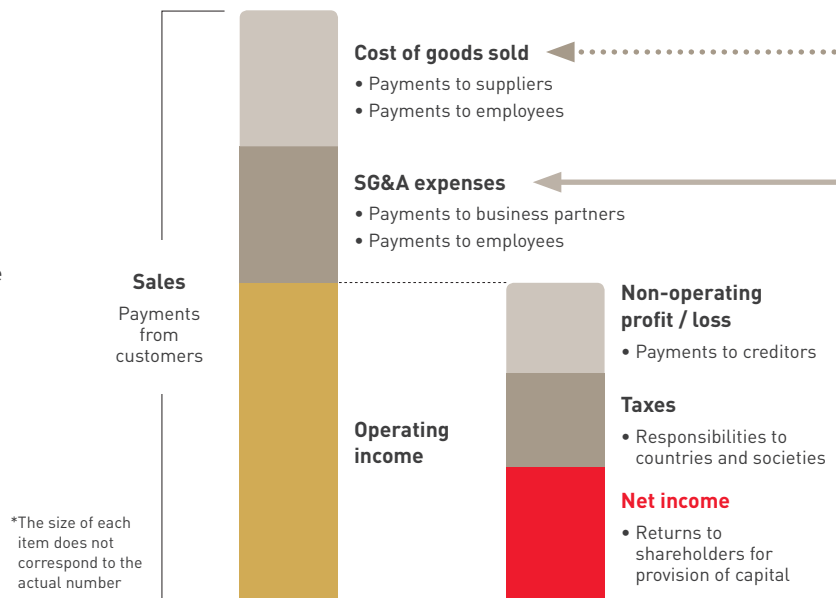 Cost of goods sold
• Payments to suppliers
• Payments to employees
SG&A expenses
• Payments to business partners
• Payments to employees
e
Sales
Payments
from
customers
Non-operating
profit / loss
• Payments to creditors
Taxes
• Responsibilities to
countries and societies
Operating
income
Net income
• Returns to
shareholders for
provision of capital
*The size of each
item does not
correspond to the
actual number